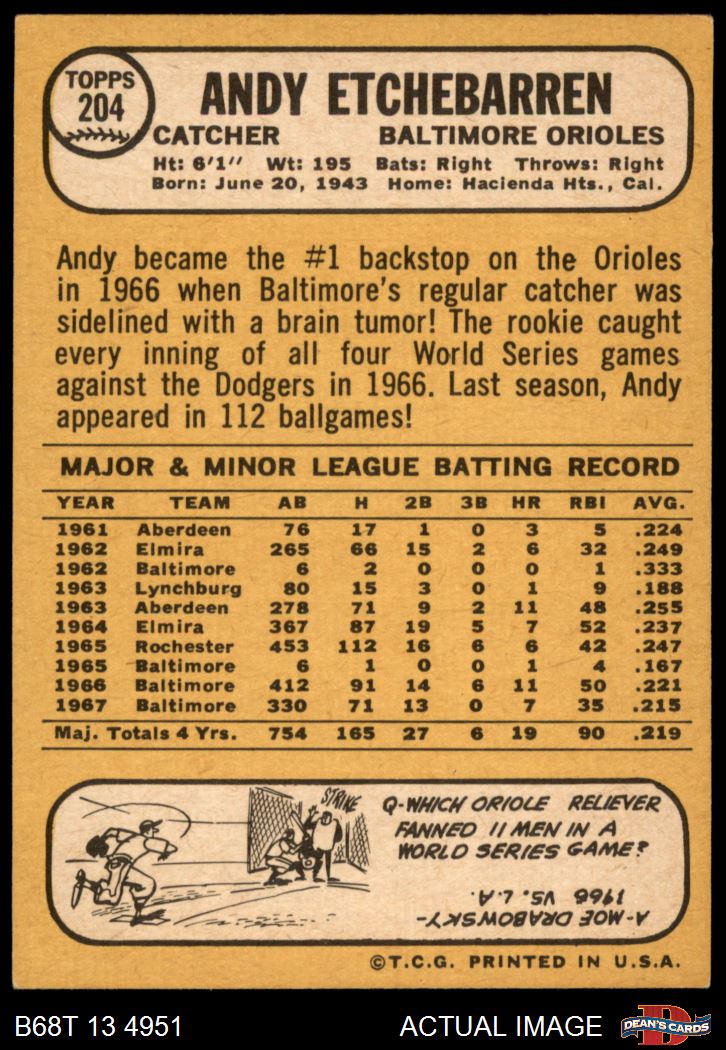 TOPPS
204
ANDY ETCHEBARREN
CATCHER BALTIMORE ORIOLES
Ht: 6'1" Wt: 195 Bats: Right Throws: Right
Born: June 20, 1943 Home: Hacienda Hts., Cal.
Andy became the #1 backstop on the Orioles
in 1966 when Baltimore's regular catcher was
sidelined with a brain tumor! The rookie caught
every inning of all four World Series games
against the Dodgers in 1966. Last season, Andy
appeared in 112 ballgames!
MAJOR & MINOR LEAGUE BATTING RECORD
YEAR TEAM AB H 2B 3B HR RBI AVG.
1961 Aberdeen 76 17 1 0 3 5 .224
1962 Elmira 265 66 15 2 6 32 .249
1962 Baltimore 6 2 0 0 0 1 .333
1963 Lynchburg 80 15 3 0 1 9 .188
1963 Aberdeen 278 71 9 2 11 48 .255
1964 Elmira 367 87 19 5 7 52 .237
1965 Rochester 453 112 16 6 6 42 .247
1965 Baltimore 6 1 0 0 1 4 .167
1966 Baltimore 412 91 14 6 11 50 .221
1967 Baltimore 330 71 13 0 7 35 .215
Maj. Totals 4 Yrs. 754 165 27 6 19 90 .219
STRIKE
Q-WHICH ORIOLE RELIEVER
FANNED 11 MEN IN A
WORLD SERIES GAME?
A-MOE DRABOWSKY-
1966 VS. L.A.
©T.C.G. PRINTED IN U.S.A.
B68T 13 4951 ACTUAL IMAGE
D
DEAN'S CARDS